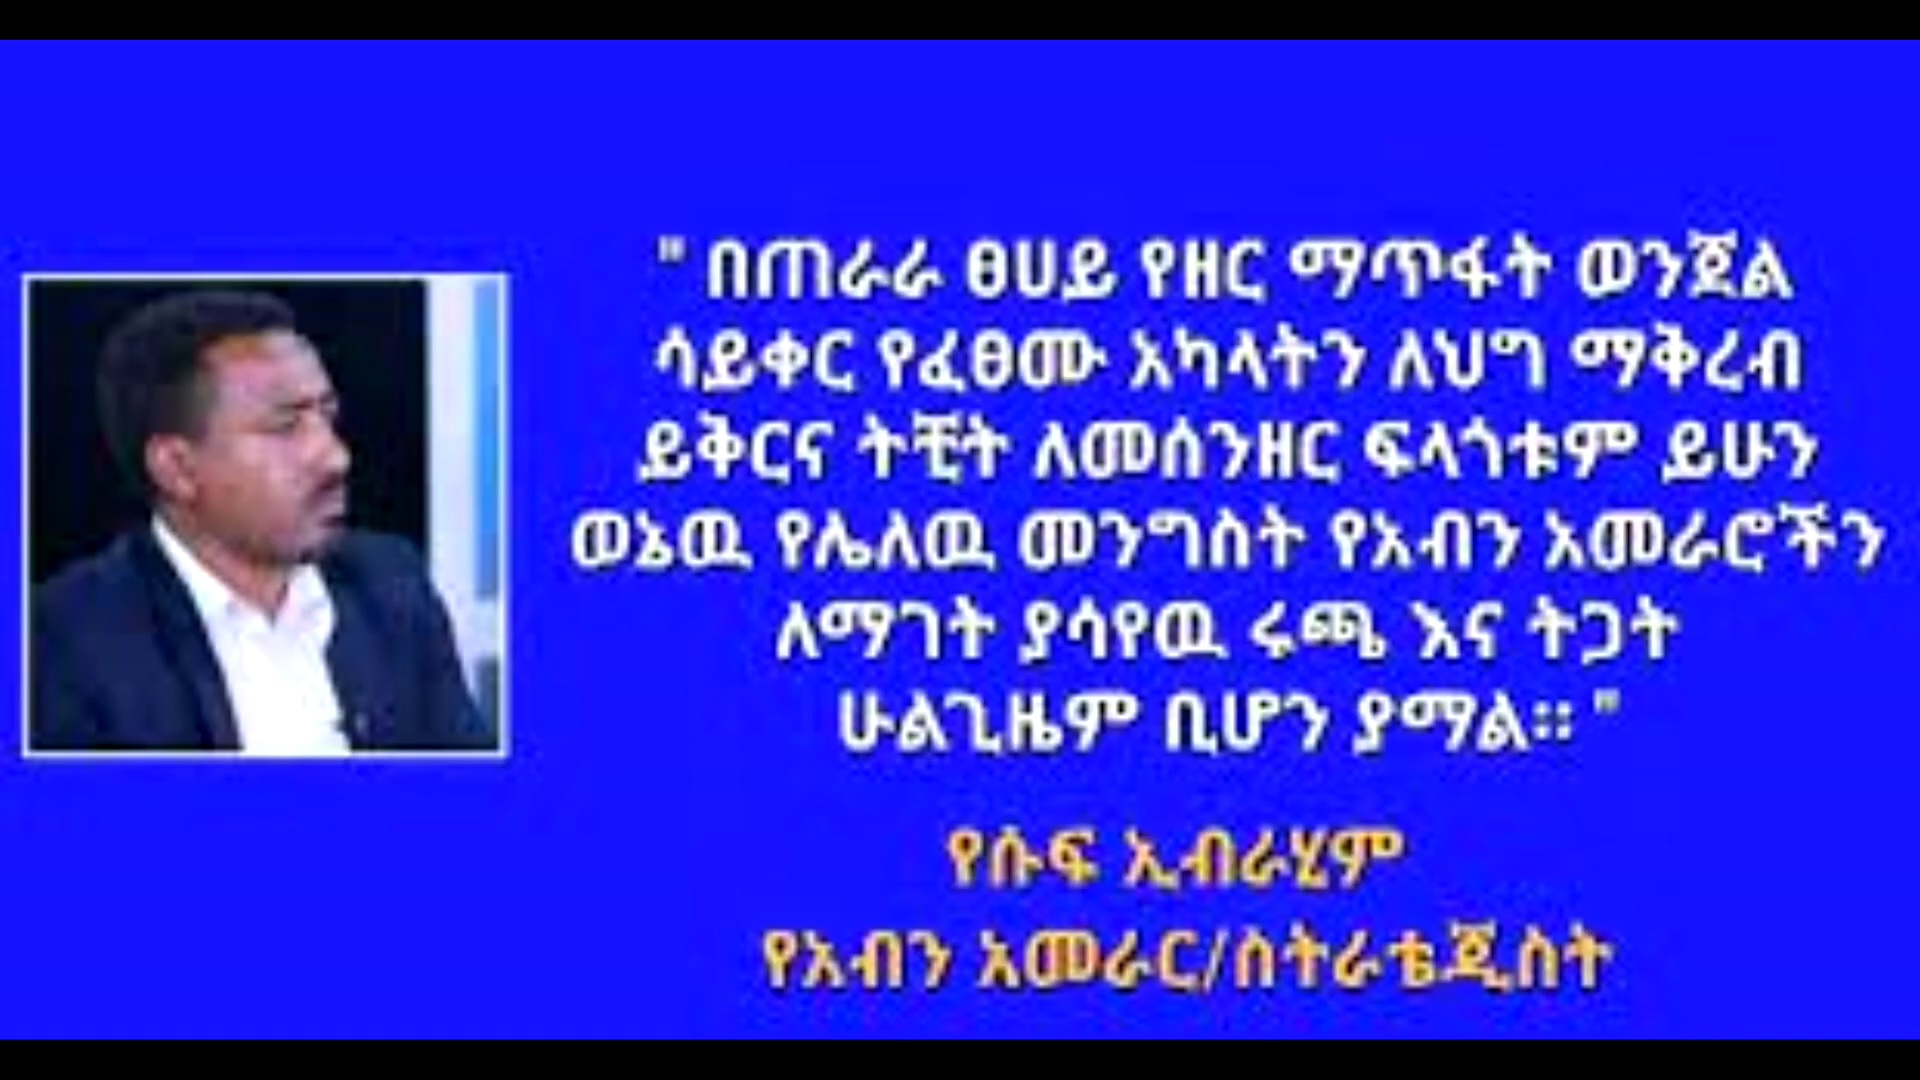 " በጠራራ ፀሀይ የዘር ማጥፋት ወንጀል
ሳይቀር የፈፀሙ አካላትን ለህግ ማቅረብ
ይቅርና ትቺት ለመሰንዘር ፍላጎቱም ይሁን
ወኔዉ የሌለዉ መንግስት የአብን አመራሮችን
ለማገት ያሳየዉ ሩጫ እና ትጋት
ሁልጊዜም ቢሆን ያማል። "
የሱፍ ኢብራሂም
የአብን አመራር/ስትራቴጂስት